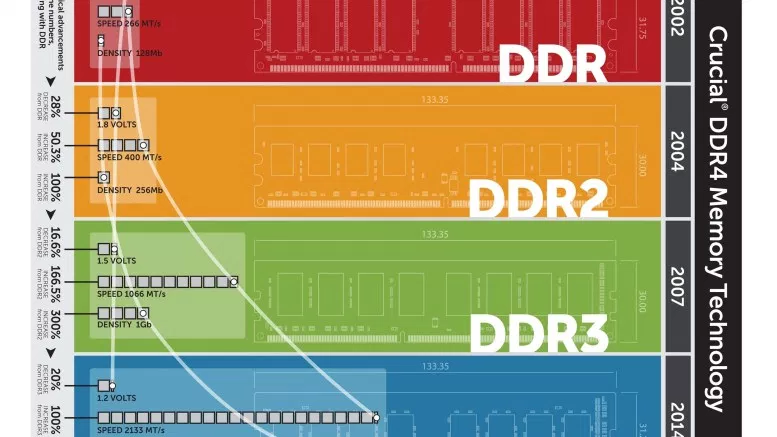 ical advancements
e numbers,
ng with DDR
SPEED 266 MT/s
DENSITY 128Mb
31.75
DDR
2002
Crucial® DDR4 Memory Technology
28%
DECREASE
from DDR
1.8 VOLTS
50.3%
INCREASE
from DDR
SPEED 400 MT/s
100%
INCREASE
from DDR
DENSITY 256Mb
133.35
30.00
DDR2
2004
16.6%
DECREASE
from DDR2
1.5 VOLTS
166.5%
INCREASE
from DDR2
SPEED 1066 MT/s
300%
INCREASE
from DDR2
DENSITY 1Gb
133.35
30.00
DDR3
2007
20%
DECREASE
from DDR3
1.2 VOLTS
100%
INCREASE
from DDR3
SPEED 2133 MT/s
133.35
2014